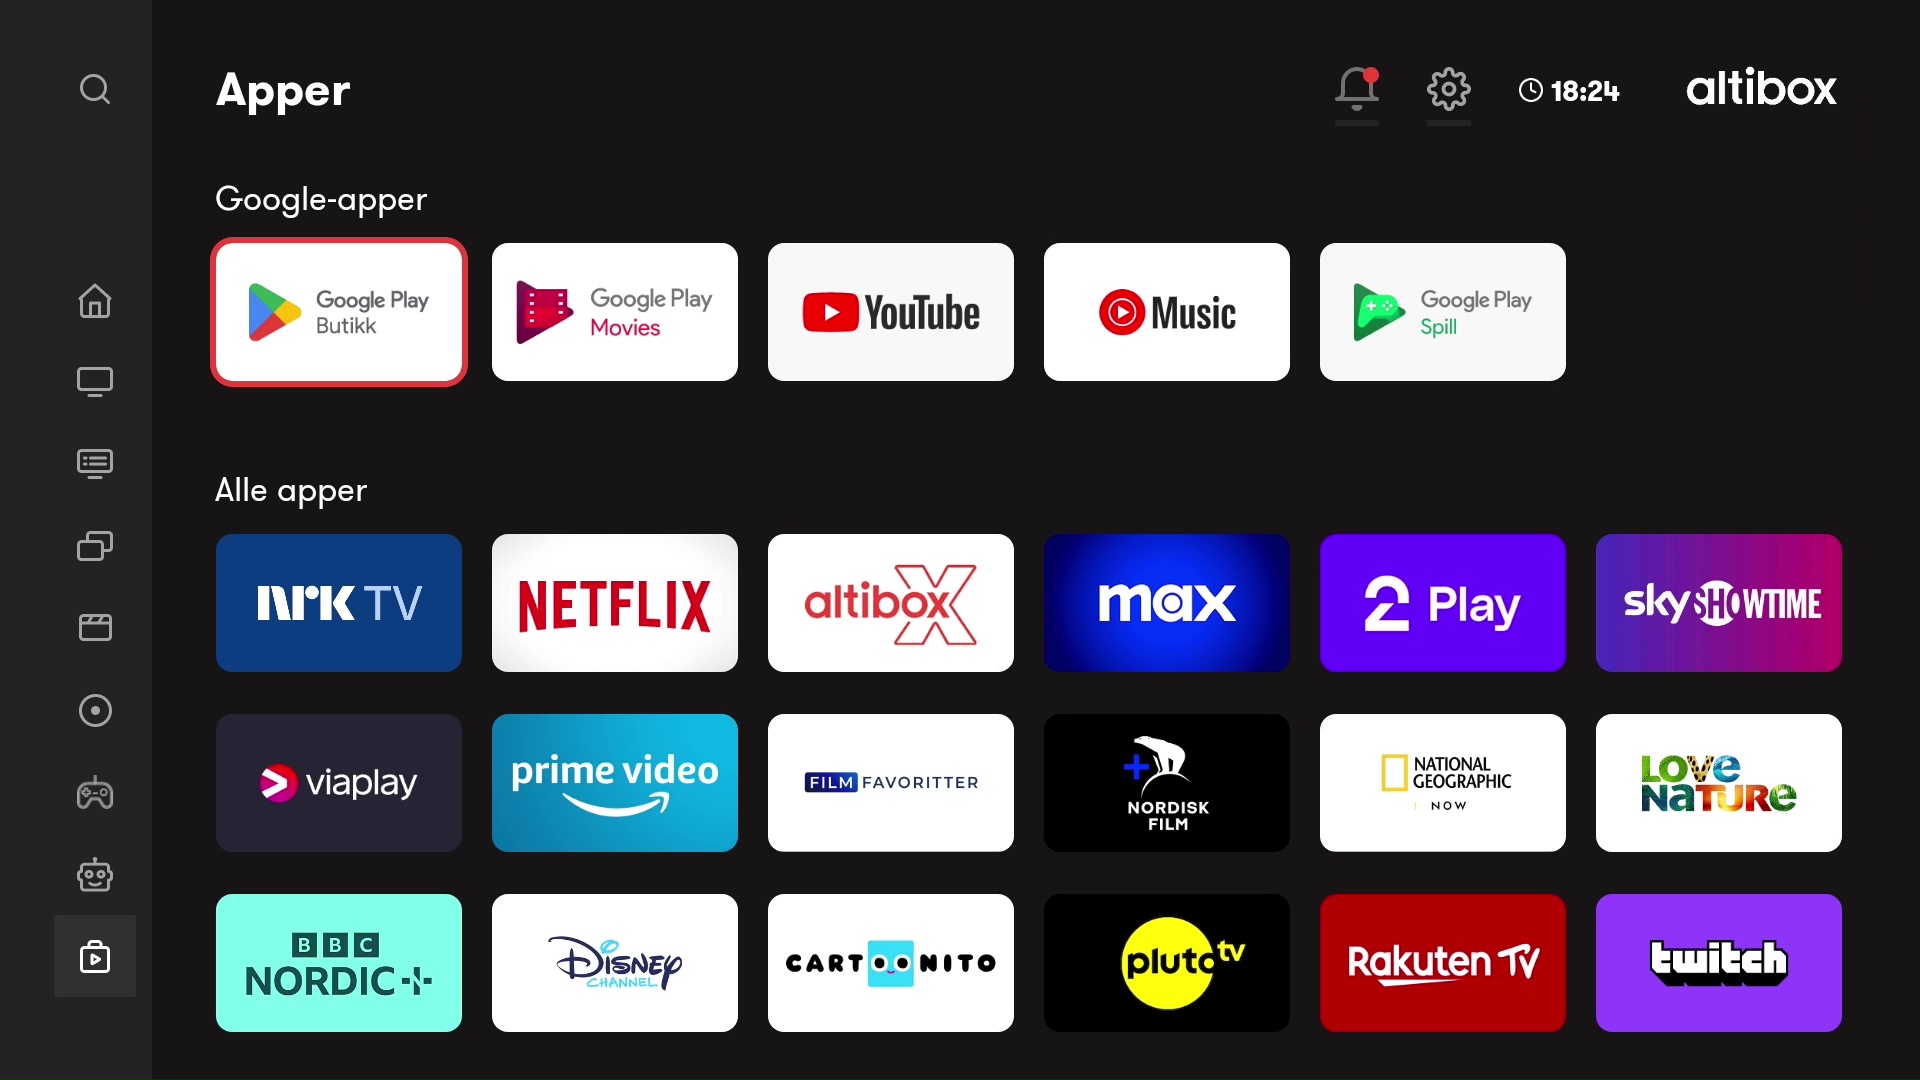 Apper
18:24
altibox
Google-apper
Google Play
Butikk
Google Play
Movies
YouTube
Music
Google Play
Spill
Alle apper
NRK TV
NETFLIX
altibox X
max
2 Play
sky SHOWTIME
viaplay
prime video
FILM FAVORITTER
NORDISK
FILM
NATIONAL
GEOGRAPHIC
NOW
LOVE
NATURE
BBC
NORDIC+
DISNEY
CHANNEL
CARTOONITO
pluto tv
Rakuten TV
twitch